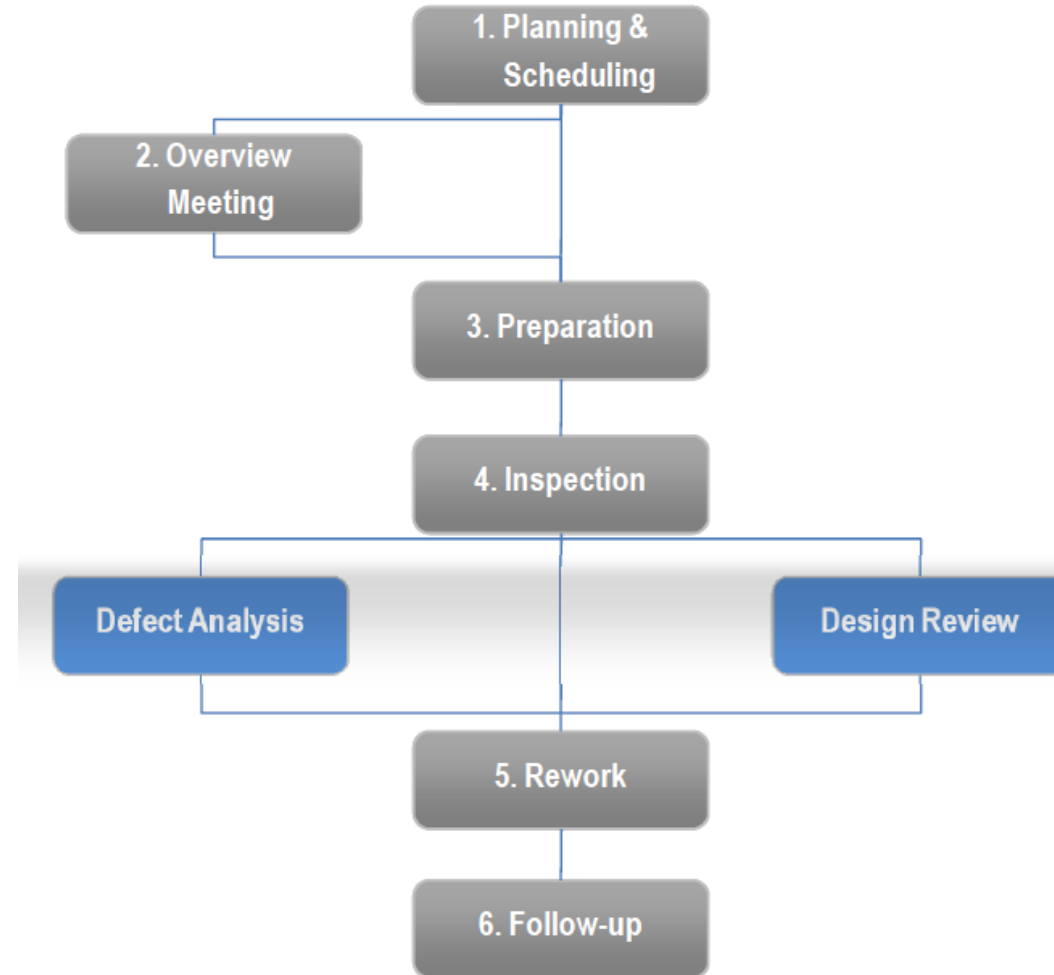 1. Planning &
Scheduling
2. Overview
Meeting
3. Preparation
4. Inspection
Defect Analysis
Design Review
5. Rework
6. Follow-up